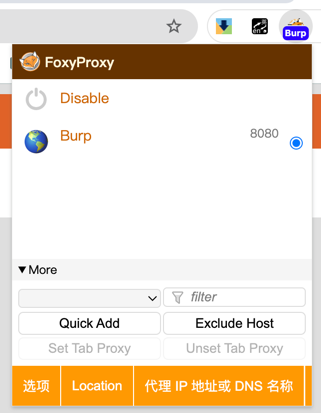 en
Burp
FoxyProxy
Disable
Burp 8080
More
filter
Quick Add Exclude Host
Set Tab Proxy Unset Tab Proxy
选项 Location 代理 IP 地址或 DNS 名称